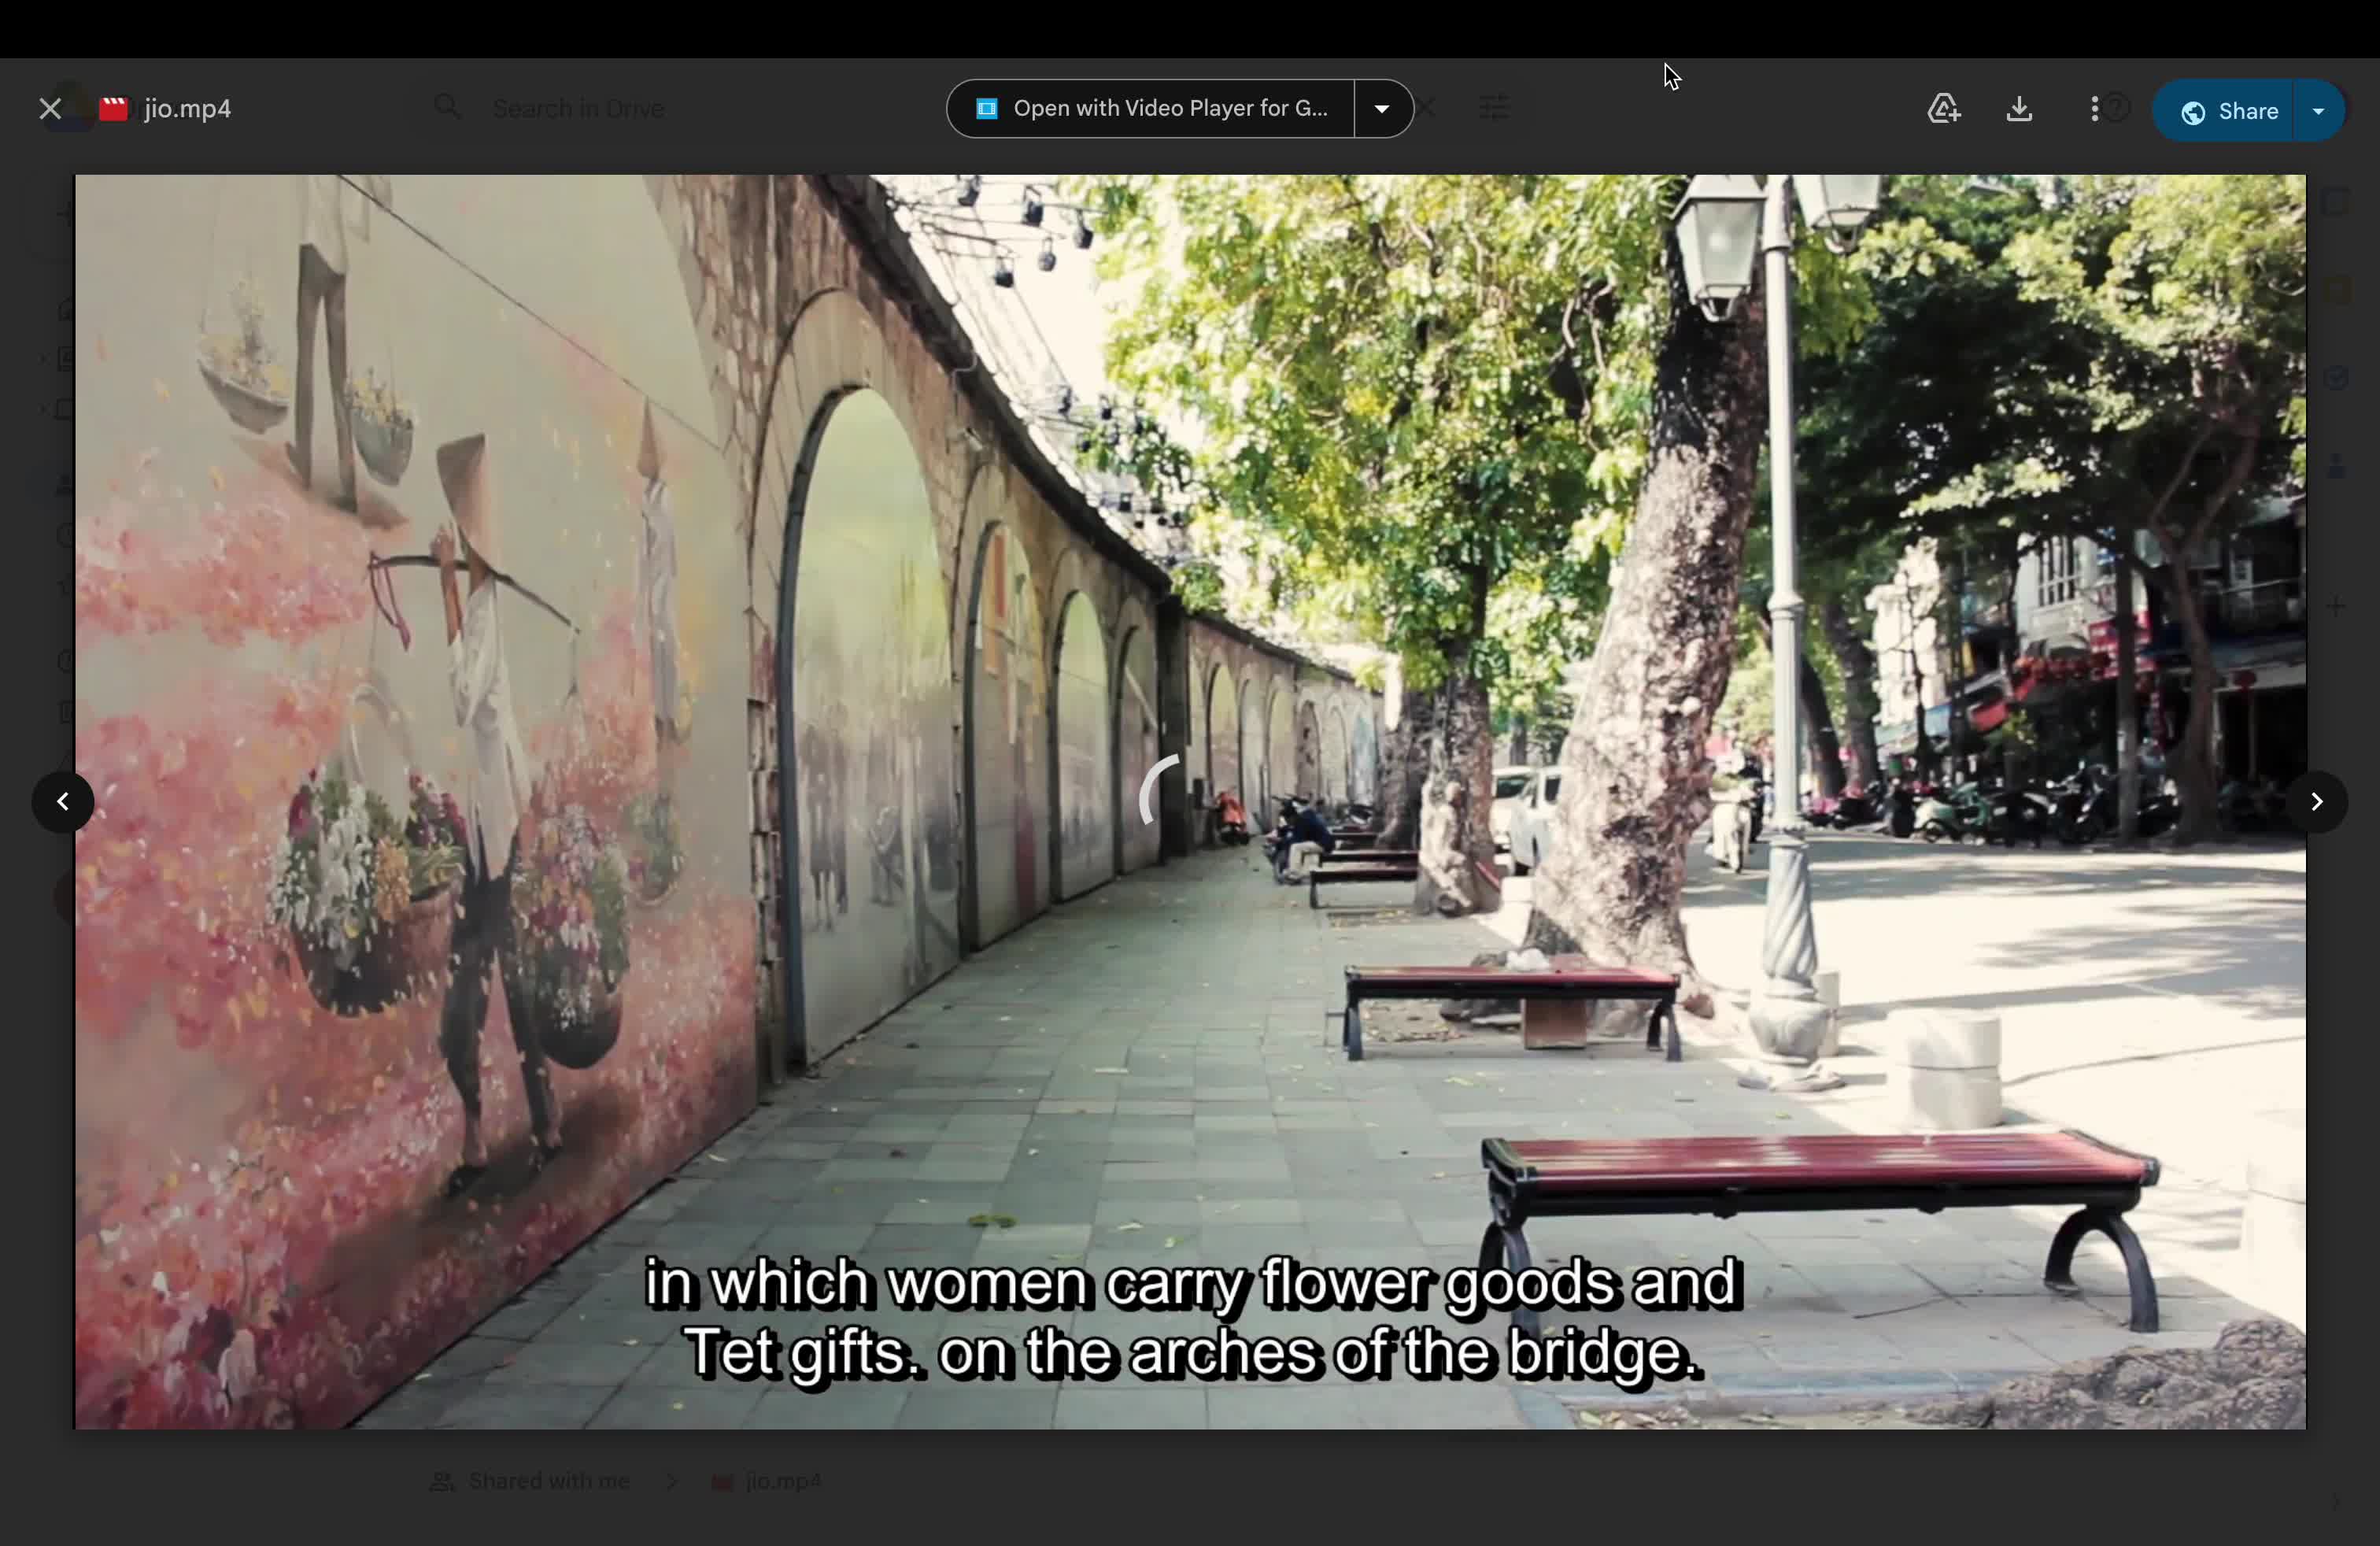 jio.mp4
Search in Drive
Open with Video Player for G...
Share
in which women carry flower goods and
Tet gifts. on the arches of the bridge.
Shared with me > jio.mp4